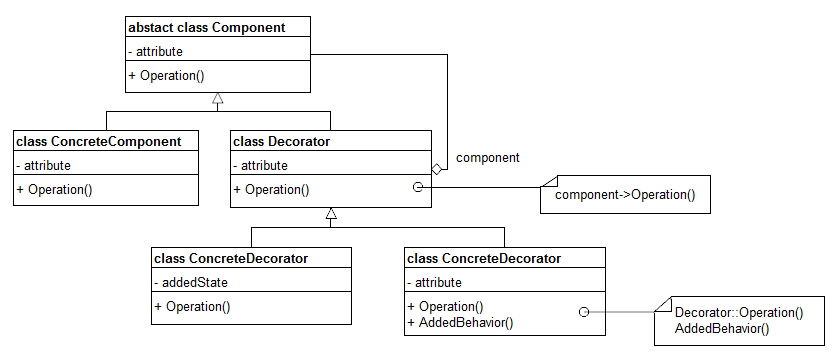 abstact class Component
- attribute
+ Operation()
class ConcreteComponent
- attribute
+ Operation()
class Decorator
- attribute
+ Operation()
component
component->Operation()
class ConcreteDecorator
- addedState
+ Operation()
class ConcreteDecorator
- attribute
+ Operation()
+ AddedBehavior()
Decorator::Operation()
AddedBehavior()